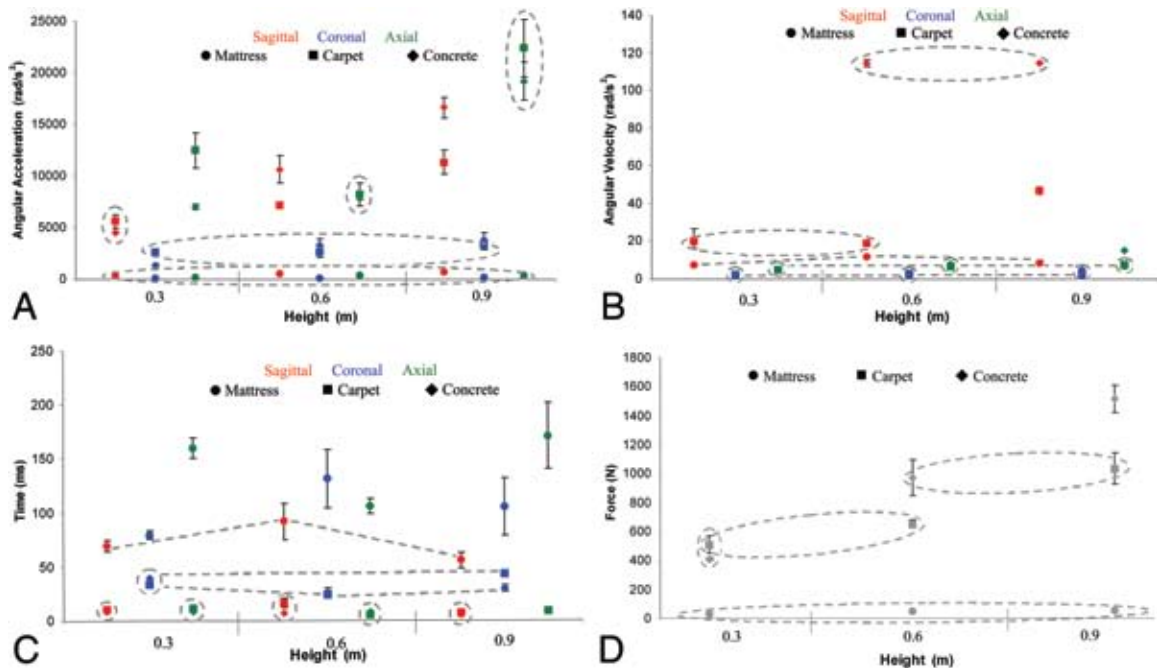 Angular Acceleration (rad/s²)
25000
20000
15000
10000
5000
0
Sagittal Coronal Axial
Mattress Carpet Concrete
0.3 0.6 0.9
Height (m)
A
Angular Velocity (rad/s)
140
120
100
80
60
40
20
0
Sagittal Coronal Axial
Mattress Carpet Concrete
0.3 0.6 0.9
Height (m)
B
Time (ms)
250
200
150
100
50
0
Sagittal Coronal Axial
Mattress Carpet Concrete
0.3 0.6 0.9
Height (m)
C
Force (N)
1800
1600
1400
1200
1000
800
600
400
200
0
Mattress Carpet Concrete
0.3 0.6 0.9
Height (m)
D